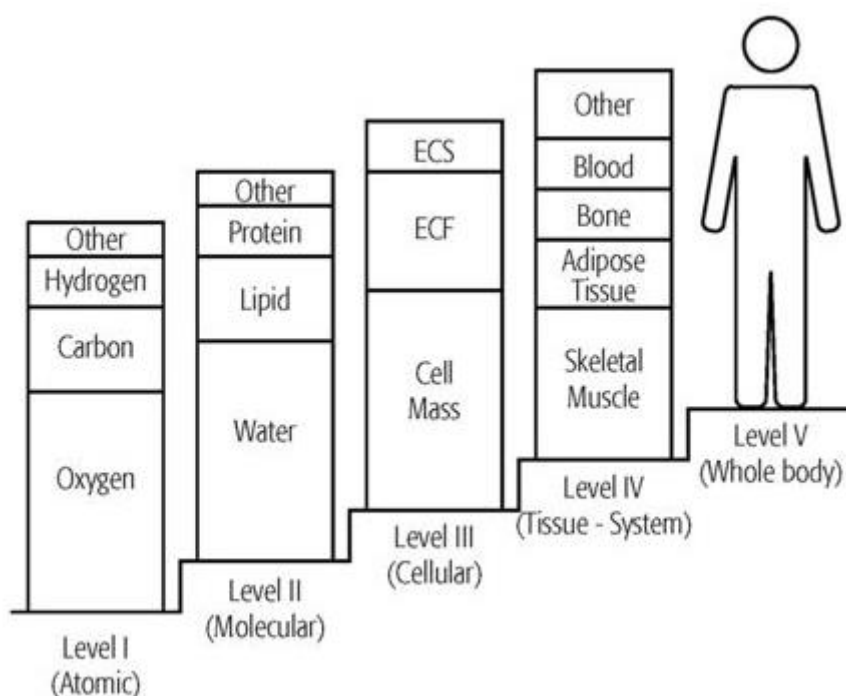 Other
Hydrogen
Carbon
Oxygen
Level I
(Atomic)
Other
Protein
Lipid
Water
Level II
(Molecular)
ECS
ECF
Cell
Mass
Level III
(Cellular)
Other
Blood
Bone
Adipose
Tissue
Skeletal
Muscle
Level IV
(Tissue - System)
Level V
(Whole body)